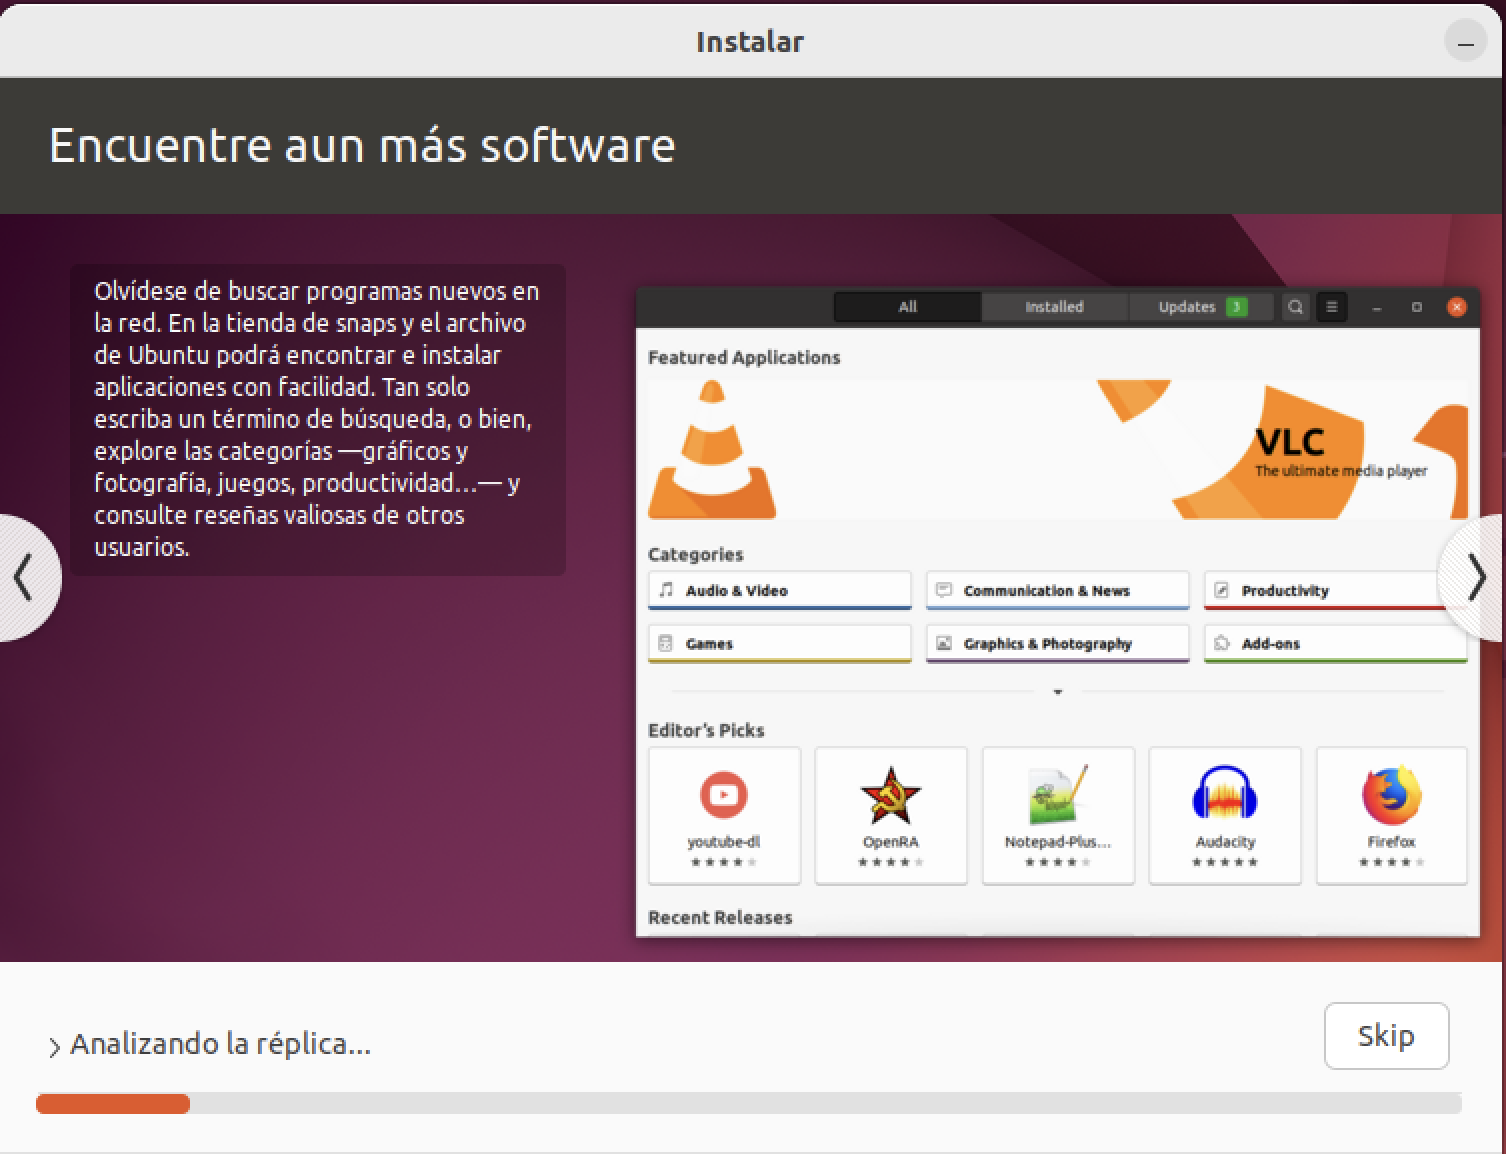 Instalar
Encuentre aun más software
Olvídese de buscar programas nuevos en
la red. En la tienda de snaps y el archivo
de Ubuntu podrá encontrar e instalar
aplicaciones con facilidad. Tan solo
escriba un término de búsqueda, o bien,
explore las categorías —gráficos y
fotografía, juegos, productividad…— y
consulte reseñas valiosas de otros
usuarios.
All Installed Updates 3
Featured Applications
VLC
The ultimate media player
Categories
Audio & Video Communication & News Productivity
Games Graphics & Photography Add-ons
Editor's Picks
youtube-dl OpenRA Notepad-Plus... Audacity Firefox
Recent Releases
Analizando la réplica...
Skip